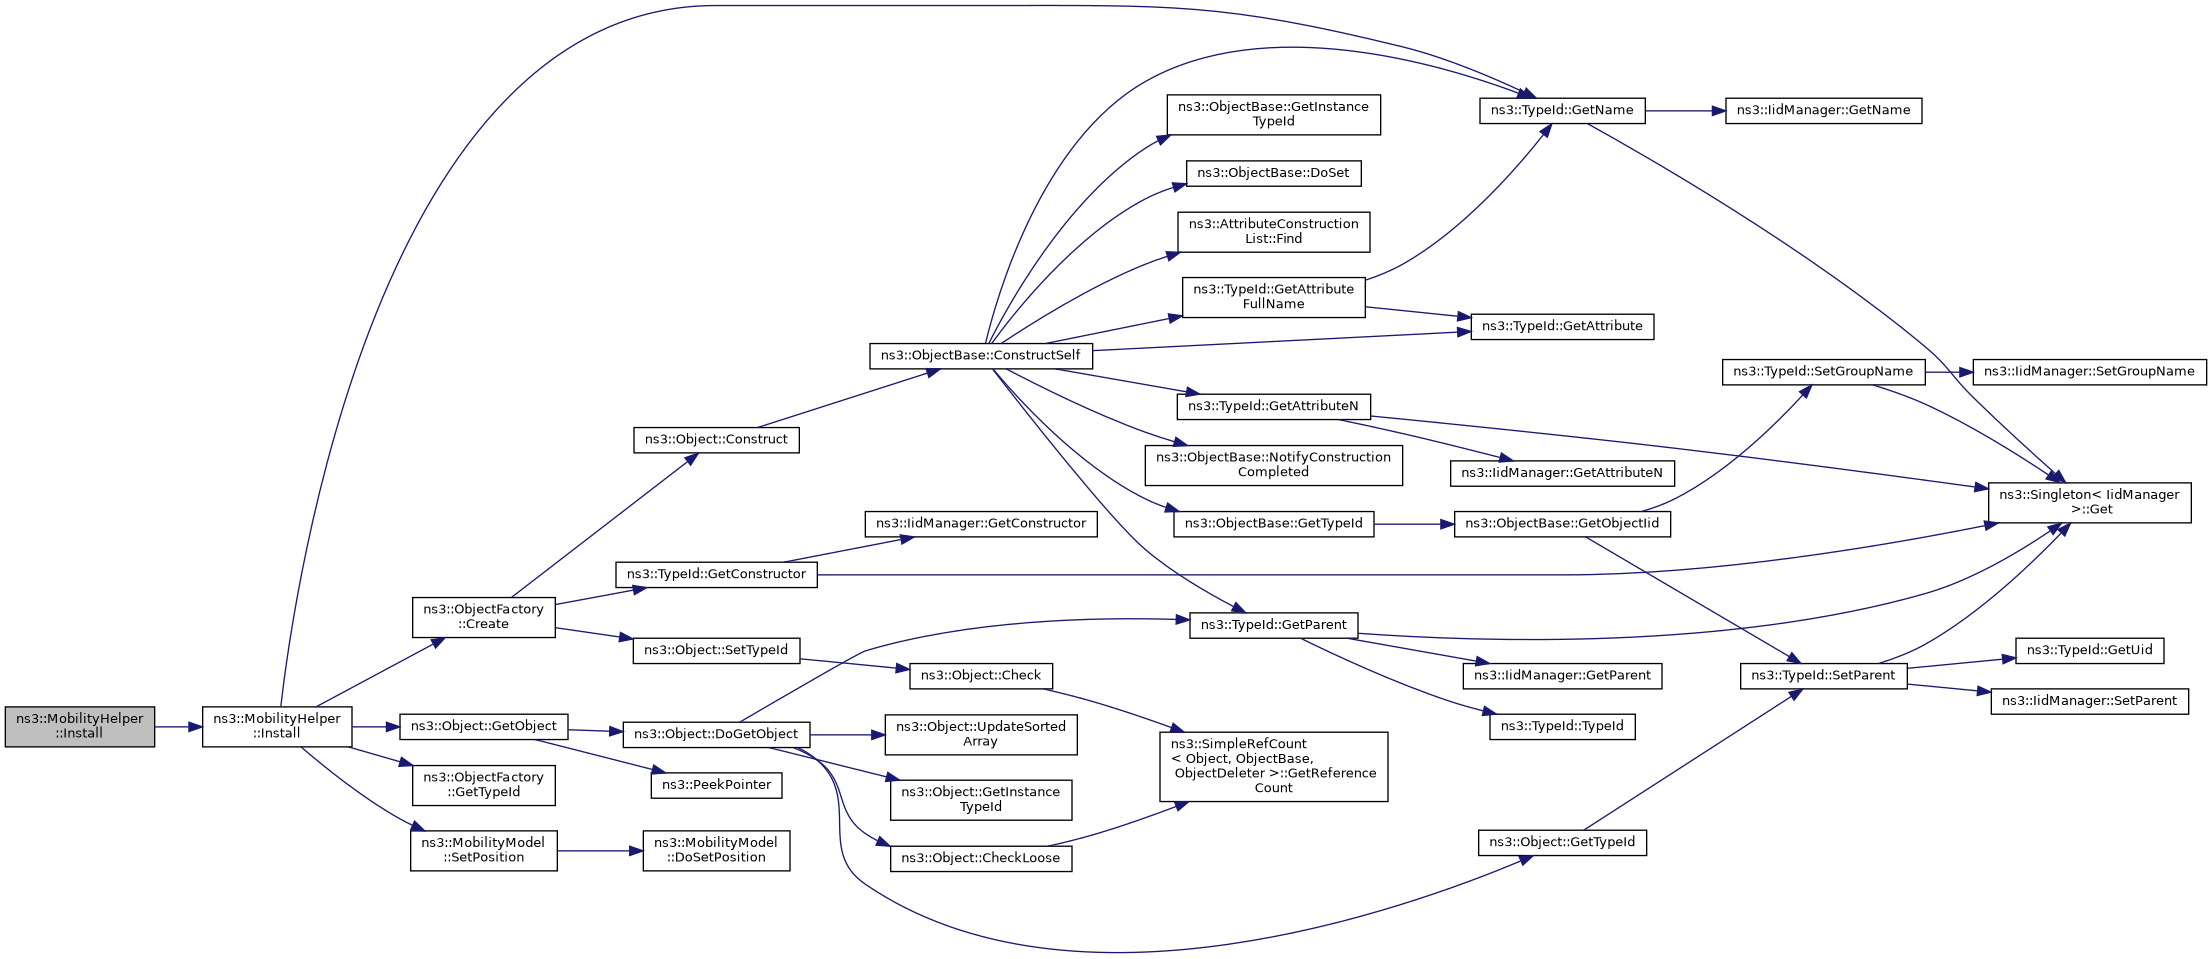 ns3::MobilityHelper
::Install
ns3::MobilityHelper
::Install
ns3::ObjectFactory
::Create
ns3::Object::GetObject
ns3::ObjectFactory
::GetTypeId
ns3::MobilityModel
::SetPosition
ns3::Object::Construct
ns3::TypeId::GetConstructor
ns3::Object::SetTypeId
ns3::Object::DoGetObject
ns3::PeekPointer
ns3::MobilityModel
::DoSetPosition
ns3::ObjectBase::ConstructSelf
ns3::IidManager::GetConstructor
ns3::Object::Check
ns3::Object::UpdateSorted
Array
ns3::Object::GetInstance
TypeId
ns3::Object::CheckLoose
ns3::ObjectBase::GetInstance
TypeId
ns3::ObjectBase::DoSet
ns3::AttributeConstruction
List::Find
ns3::TypeId::GetAttribute
FullName
ns3::TypeId::GetAttributeN
ns3::ObjectBase::NotifyConstruction
Completed
ns3::ObjectBase::GetTypeId
ns3::TypeId::GetParent
ns3::SimpleRefCount
< Object, ObjectBase,
ObjectDeleter >::GetReference
Count
ns3::TypeId::GetName
ns3::TypeId::GetAttribute
ns3::IidManager::GetAttributeN
ns3::ObjectBase::GetObjectIid
ns3::IidManager::GetParent
ns3::TypeId::TypeId
ns3::Object::GetTypeId
ns3::IidManager::GetName
ns3::TypeId::SetGroupName
ns3::TypeId::SetParent
ns3::IidManager::SetGroupName
ns3::Singleton< IidManager
>::Get
ns3::TypeId::GetUid
ns3::IidManager::SetParent